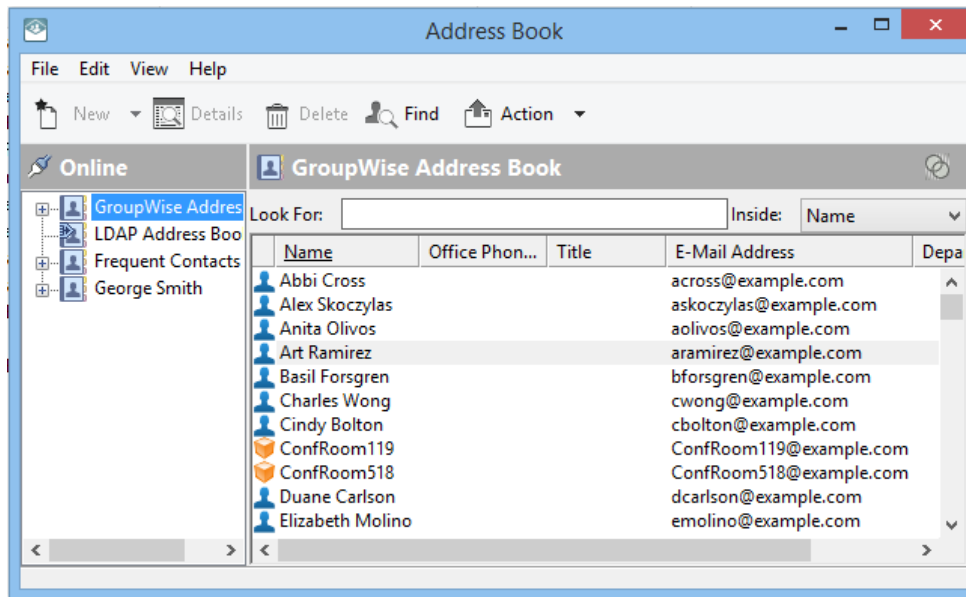 Address Book
File Edit View Help
New Details Delete Find Action
Online
GroupWise Addres
LDAP Address Boo
Frequent Contacts
George Smith
GroupWise Address Book
Look For: Inside: Name
Name Office Phon... Title E-Mail Address Depa
Abbi Cross across@example.com
Alex Skoczylas askoczylas@example.com
Anita Olivos aolivos@example.com
Art Ramirez aramirez@example.com
Basil Forsgren bforsgren@example.com
Charles Wong cwong@example.com
Cindy Bolton cbolton@example.com
ConfRoom119 ConfRoom119@example.com
ConfRoom518 ConfRoom518@example.com
Duane Carlson dcarlson@example.com
Elizabeth Molino emolino@example.com